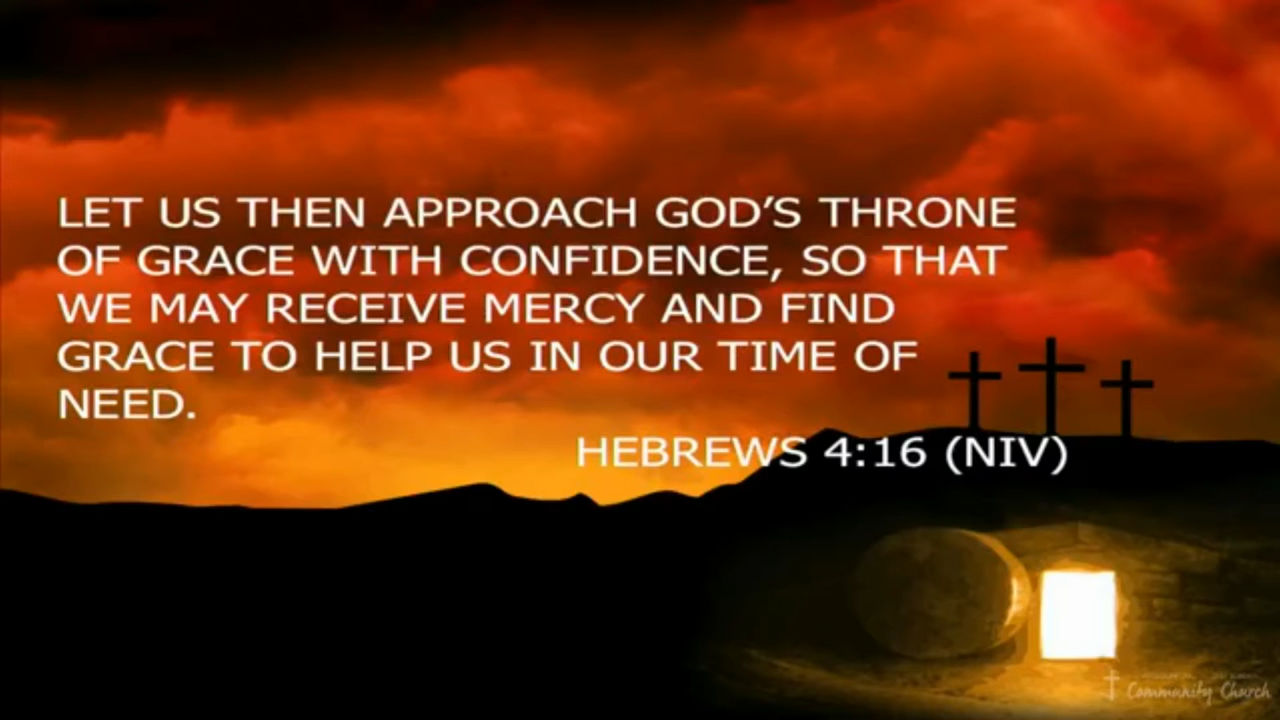 LET US THEN APPROACH GOD’S THRONE
OF GRACE WITH CONFIDENCE, SO THAT
WE MAY RECEIVE MERCY AND FIND
GRACE TO HELP US IN OUR TIME OF
NEED.
HEBREWS 4:16 (NIV)
Community Church